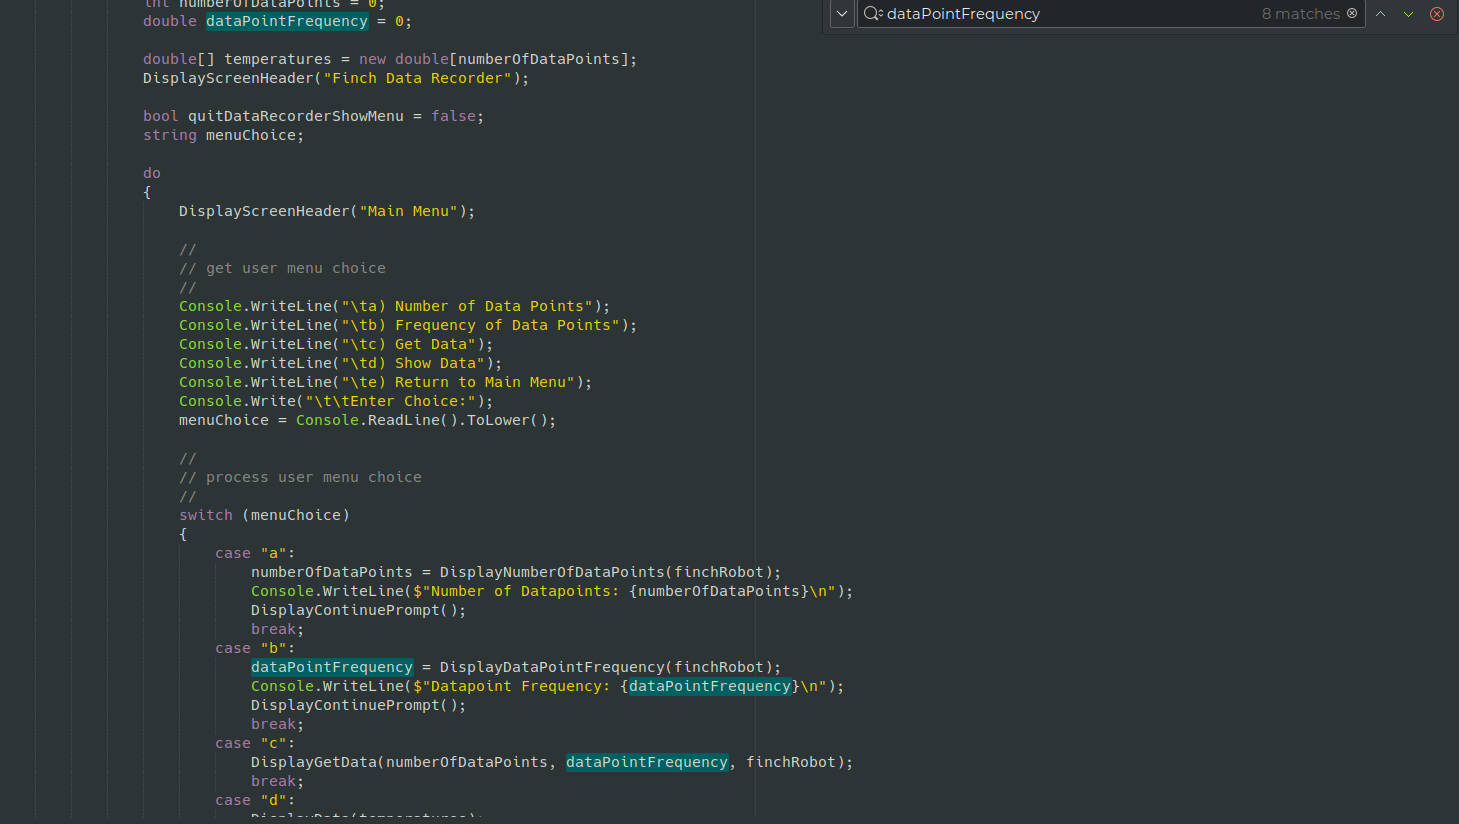 int numberOfDataPoints = 0;
double dataPointFrequency = 0;
dataPointFrequency
8 matches
double[] temperatures = new double[numberOfDataPoints];
DisplayScreenHeader("Finch Data Recorder");
bool quitDataRecorderShowMenu = false;
string menuChoice;
do
{
DisplayScreenHeader("Main Menu");
//
// get user menu choice
//
Console.WriteLine("\ta) Number of Data Points");
Console.WriteLine("\tb) Frequency of Data Points");
Console.WriteLine("\tc) Get Data");
Console.WriteLine("\td) Show Data");
Console.WriteLine("\te) Return to Main Menu");
Console.Write("\t\tEnter Choice:");
menuChoice = Console.ReadLine().ToLower();
//
// process user menu choice
//
switch (menuChoice)
{
case "a":
numberOfDataPoints = DisplayNumberOfDataPoints(finchRobot);
Console.WriteLine($"Number of Datapoints: {numberOfDataPoints}\n");
DisplayContinuePrompt();
break;
case "b":
dataPointFrequency = DisplayDataPointFrequency(finchRobot);
Console.WriteLine($"Datapoint Frequency: {dataPointFrequency}\n");
DisplayContinuePrompt();
break;
case "c":
DisplayGetData(numberOfDataPoints, dataPointFrequency, finchRobot);
break;
case "d":
DisplayData(temperatures);